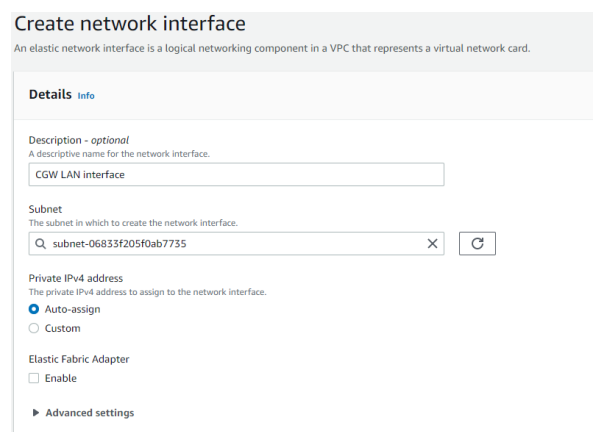 Create network interface
An elastic network interface is a logical networking component in a VPC that represents a virtual network card.
Details Info
Description - optional
A descriptive name for the network interface.
CGW LAN interface
Subnet
The subnet in which to create the network interface.
subnet-06833f205f0ab7735
Private IPv4 address
The private IPv4 address to assign to the network interface.
Auto-assign
Custom
Elastic Fabric Adapter
Enable
Advanced settings